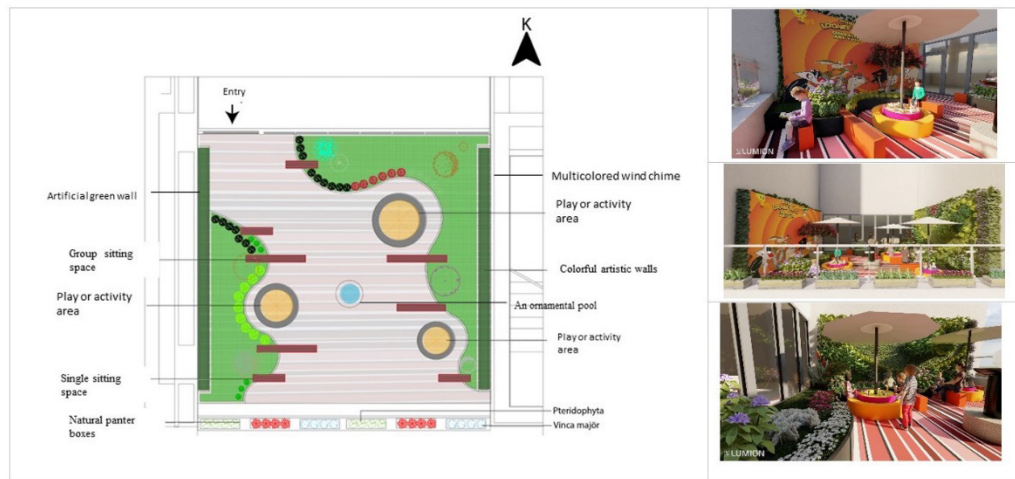 K
Entry
Artificial green wall
Group sitting
space
Play or activity
area
Single sitting
space
Natural panter
boxes
Multicolored wind chime
Play or activity
area
Colorful artistic walls
An ornamental pool
Play or activity
area
Pteridophyta
Vinca majör
LUMION
LUMION